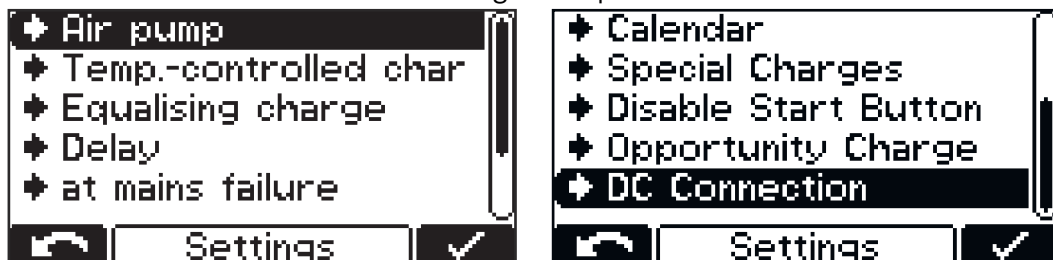 Air pump
Temp.-controlled char
Equalising charge
Delay
at mains failure
Settings
Calendar
Special Charges
Disable Start Button
Opportunity Charge
DC Connection
Settings